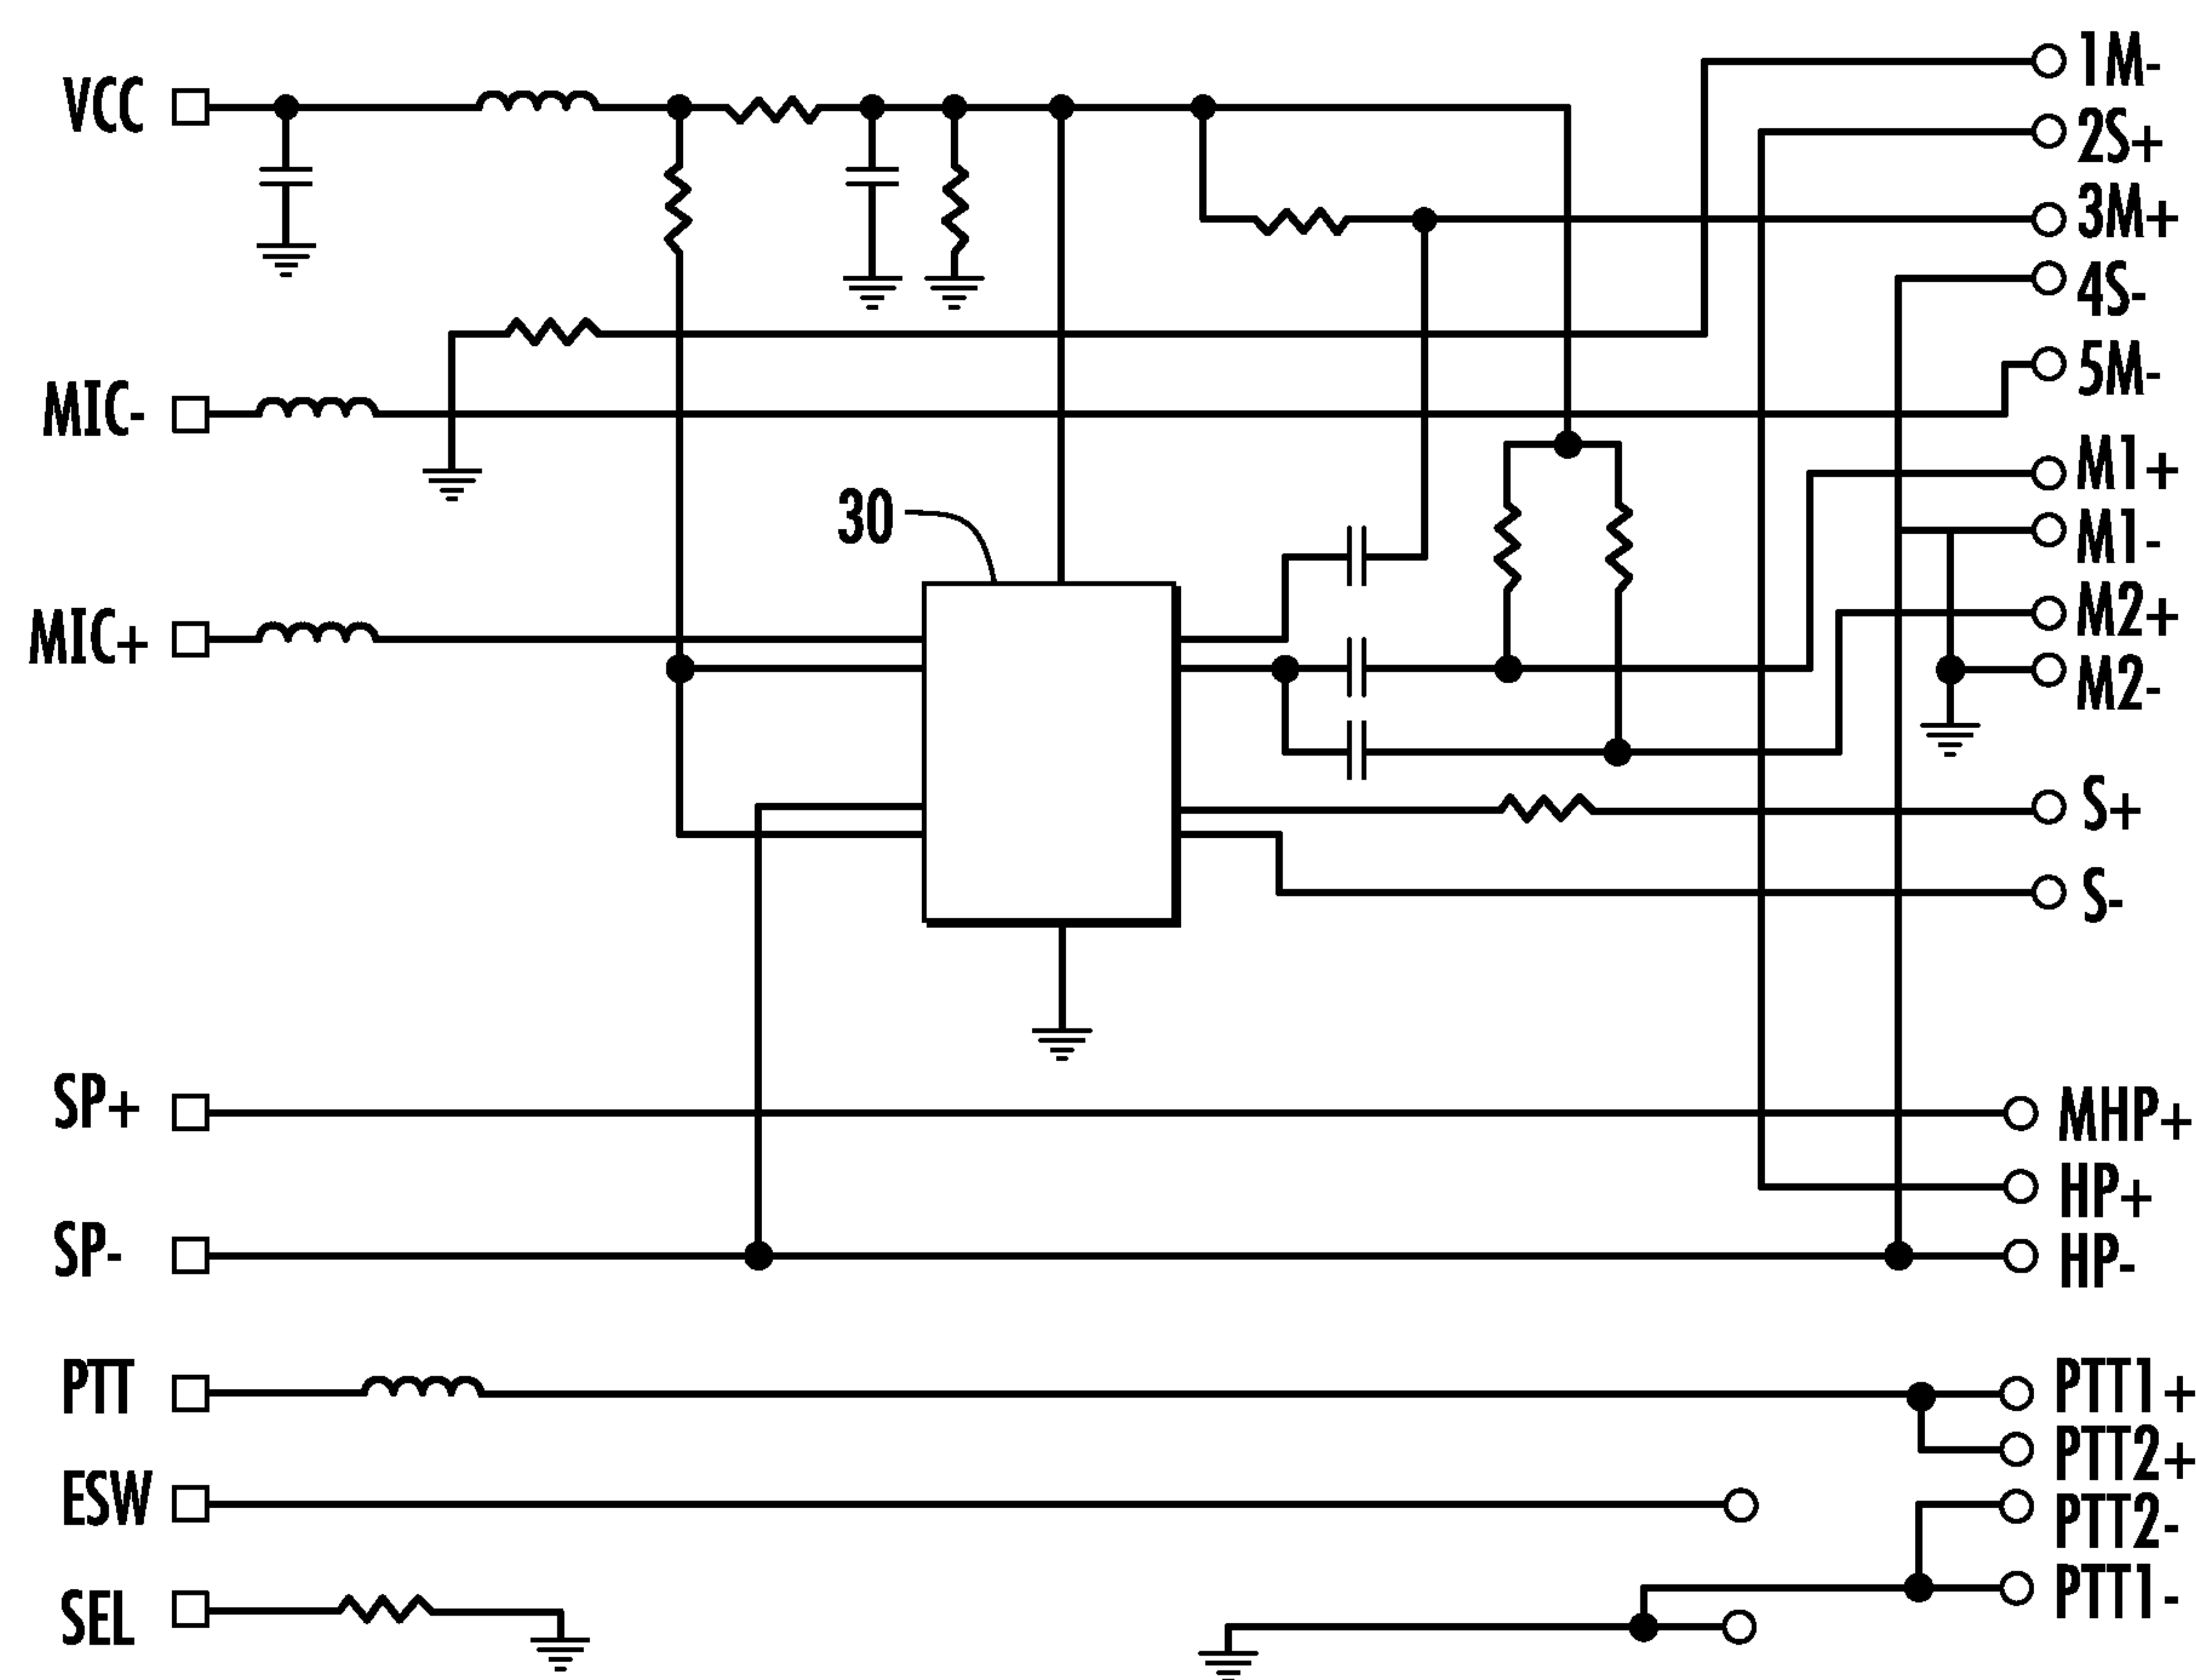 VCC
MIC-
MIC+
SP+
SP-
PTT
ESW
SEL
30
1M-
2S+
3M+
4S-
5M-
M1+
M1-
M2+
M2-
S+
S-
MHP+
HP+
HP-
PTT1+
PTT2+
PTT2-
PTT1-